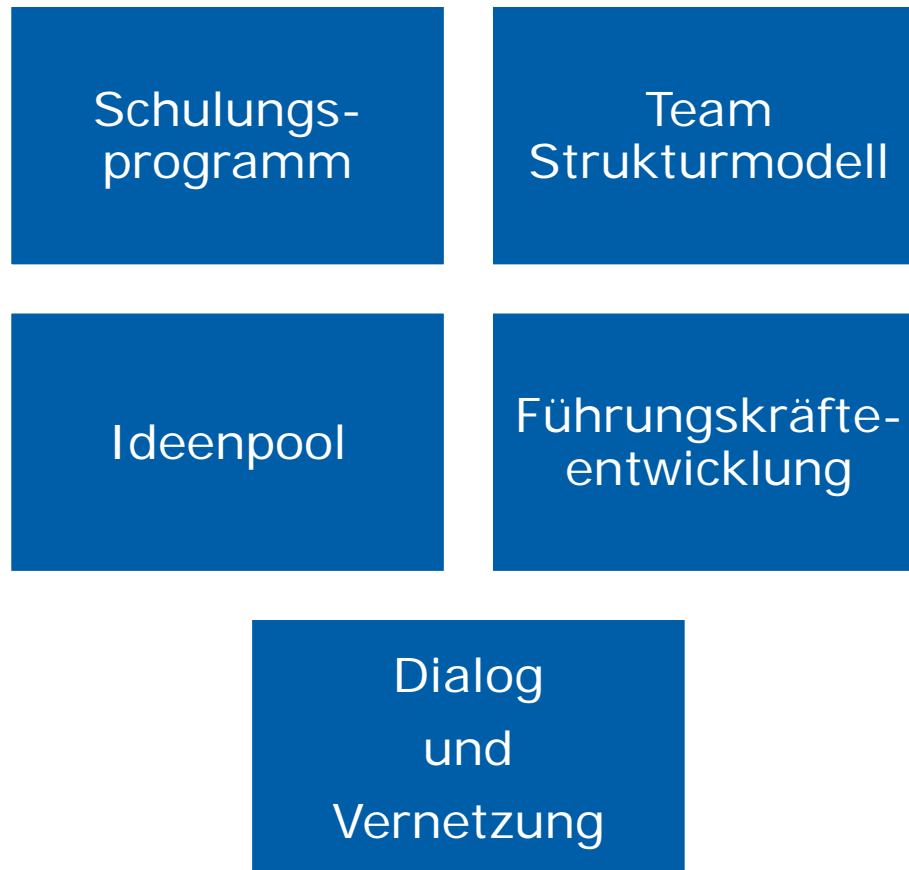 Schulungs-
programm
Team
Strukturmodell
Ideenpool
Führungskräfte-
entwicklung
Dialog
und
Vernetzung